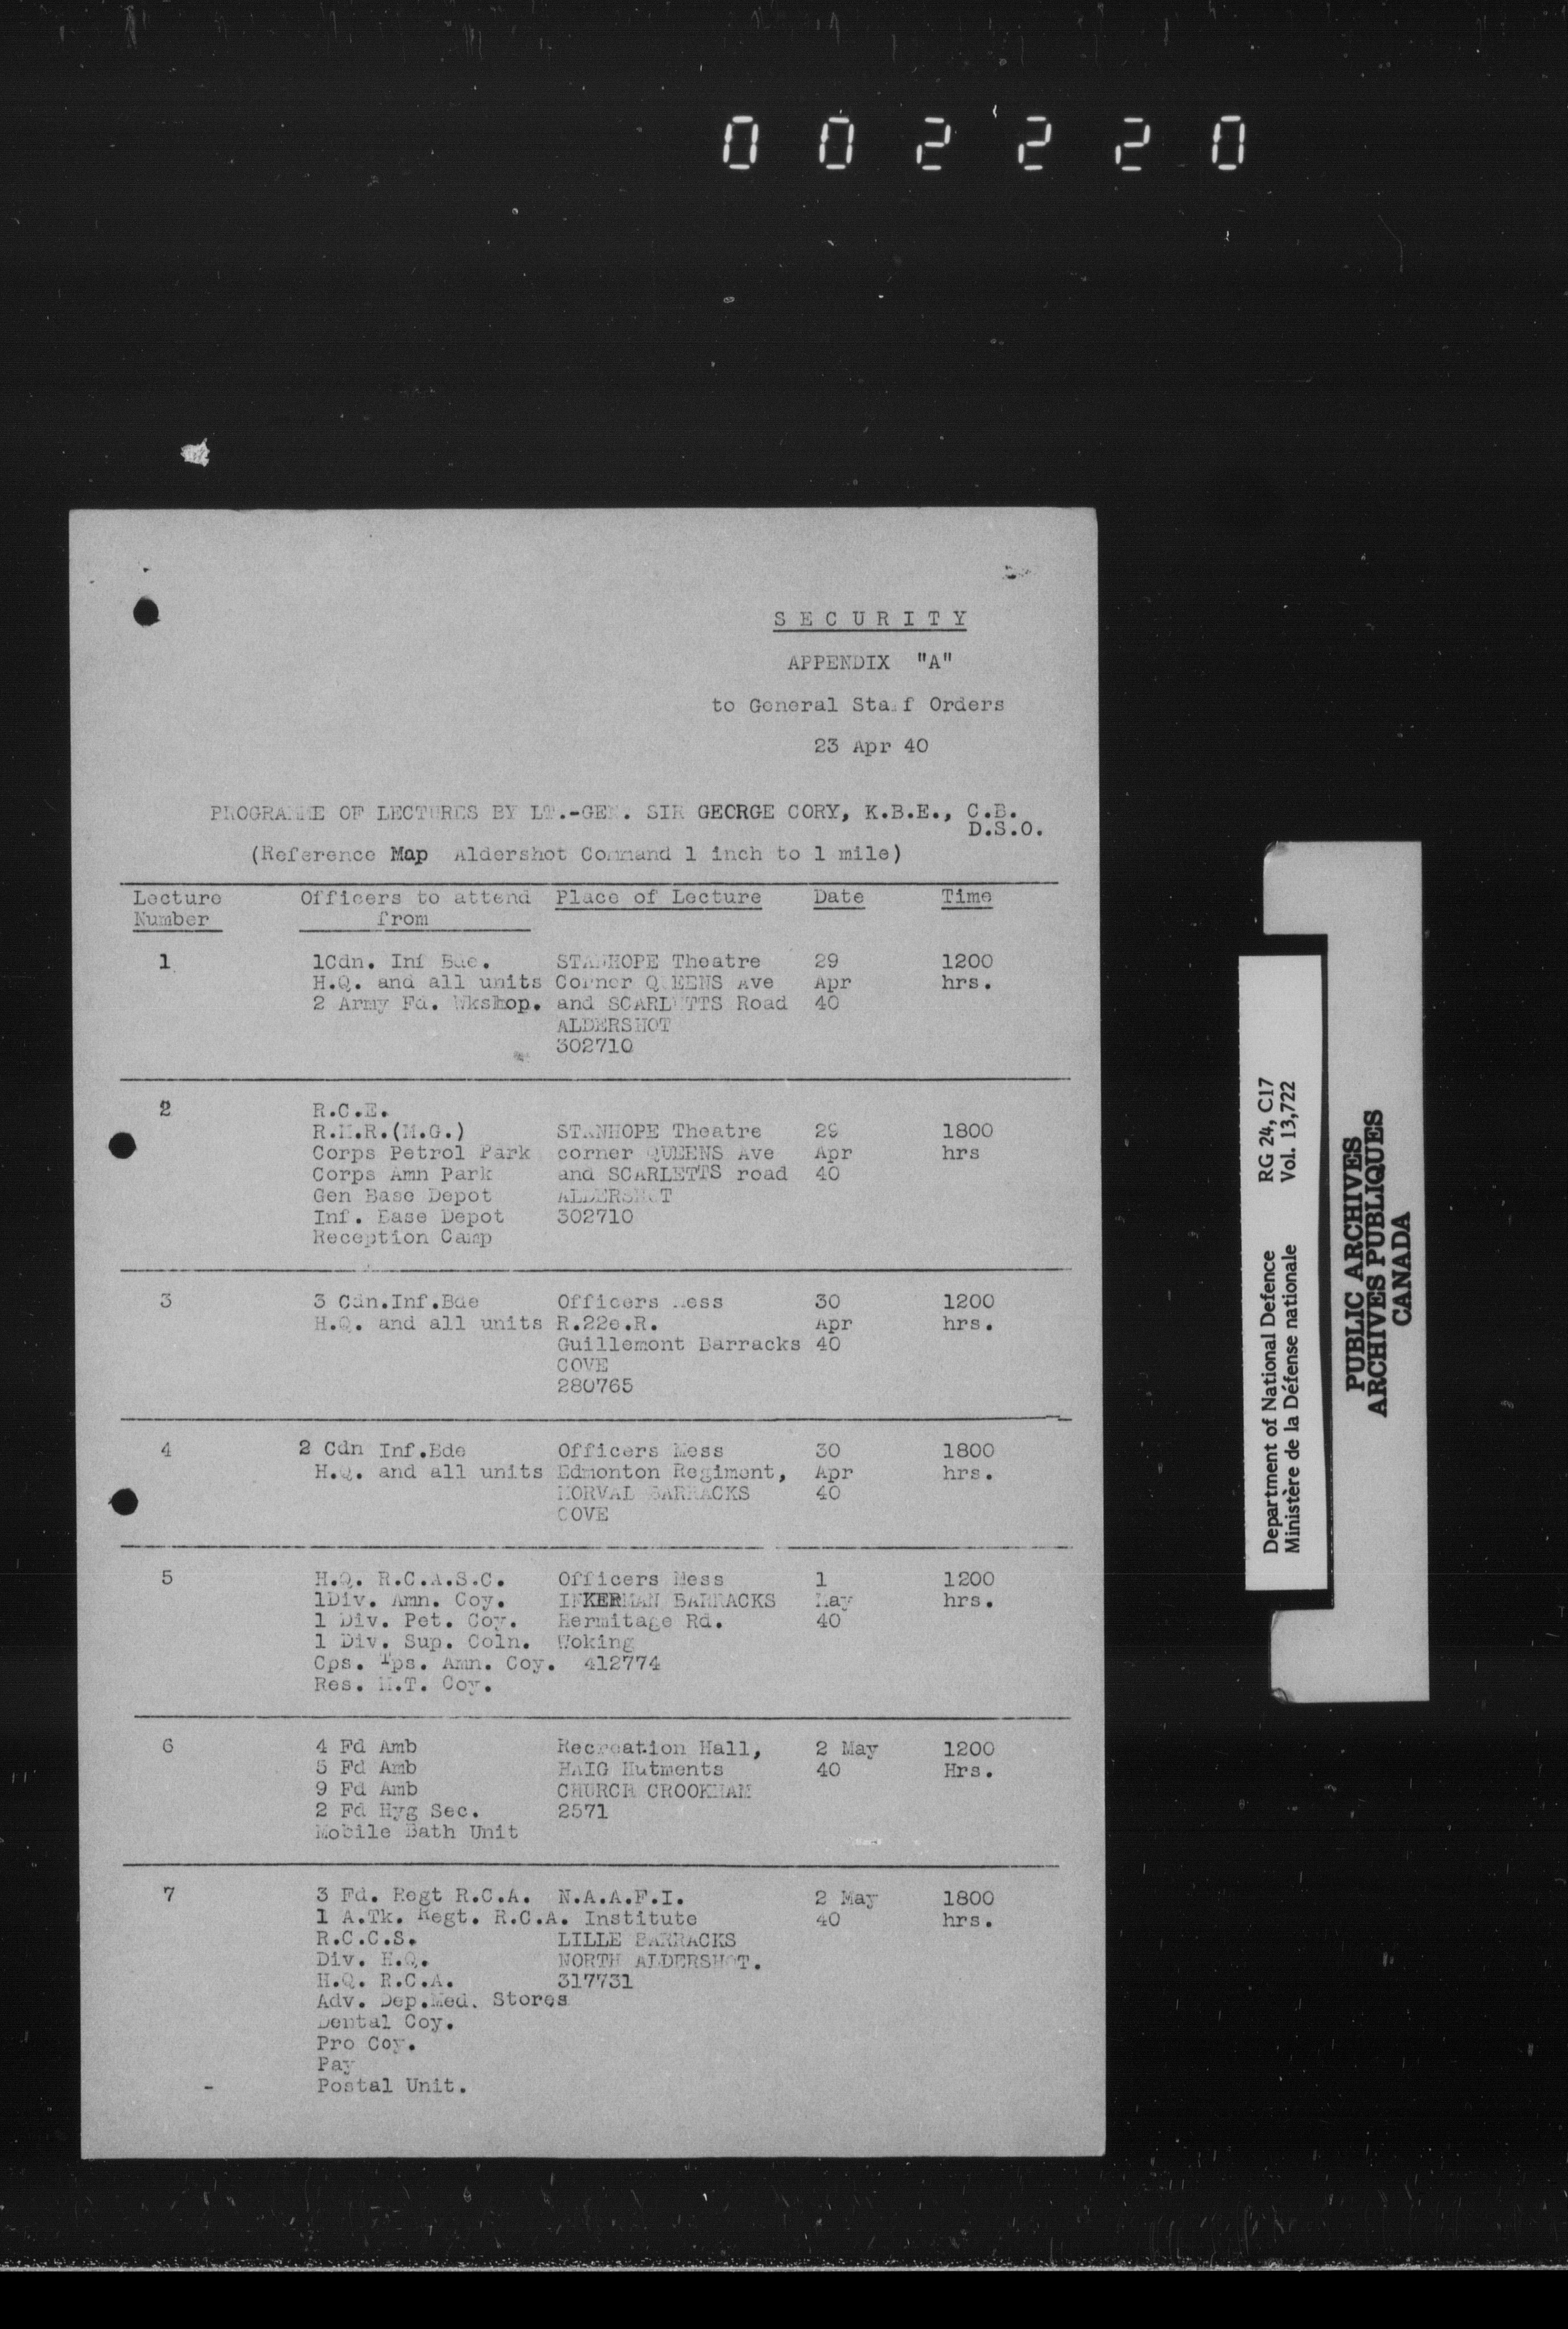 002220
S E C U R I T Y
APPENDIX "A"
to General Staff Orders
23 Apr 40
PROGRAMME OF LECTURES BY LT.-GEN. SIR GEORGE CORY, K.B.E., C.B.
D.S.O.
(Reference Map Aldershot Command 1 inch to 1 mile)
Lecture Officers to attend Place of Lecture Date Time
Number from
1 1Cdn. Inf Bde. STANHOPE Theatre 29 1200
H.Q. and all units Corner QUEENS Ave Apr hrs.
2 Army Fd. Wkshop. and SCARLETTS Road 40
ALDERSHOT
302710
2 R.C.E.
R.M.R.(M.G.) STANHOPE Theatre 29 1800
Corps Petrol Park corner QUEENS Ave Apr hrs
Corps Amn Park and SCARLETTS road 40
Gen Base Depot ALDERSHOT
Inf. Base Depot 302710
Reception Camp
3 3 Cdn.Inf.Bde Officers Mess 30 1200
H.Q. and all units R.22e.R. Apr hrs.
Guillemont Barracks 40
COVE
280765
4 2 Cdn Inf.Bde Officers Mess 30 1800
H.Q. and all units Edmonton Regiment, Apr hrs.
MORVAL BARRACKS 40
COVE
5 H.Q. R.C.A.S.C. Officers Mess 1 1200
1Div. Amn. Coy. INKERMAN BARRACKS May hrs.
1 Div. Pet. Coy. Hermitage Rd. 40
1 Div. Sup. Coln. Woking
Cps. Tps. Amn. Coy. 412774
Res. M.T. Coy.
6 4 Fd Amb Recreation Hall, 2 May 1200
5 Fd Amb HAIG Hutments 40 Hrs.
9 Fd Amb CHURCH CROOKHAM
2 Fd Hyg Sec. 2571
Mobile Bath Unit
7 3 Fd. Regt R.C.A. N.A.A.F.I. 2 May 1800
1 A.Tk. Regt. R.C.A. Institute 40 hrs.
R.C.C.S. LILLE BARRACKS
Div. H.Q. NORTH ALDERSHOT.
H.Q. R.C.A. 317731
Adv. Dep.Med. Stores
Dental Coy.
Pro Coy.
Pay
Postal Unit.
Department of National Defence RG 24, C17
Ministère de la Défense nationale Vol. 13,722
PUBLIC ARCHIVES
ARCHIVES PUBLIQUES
CANADA